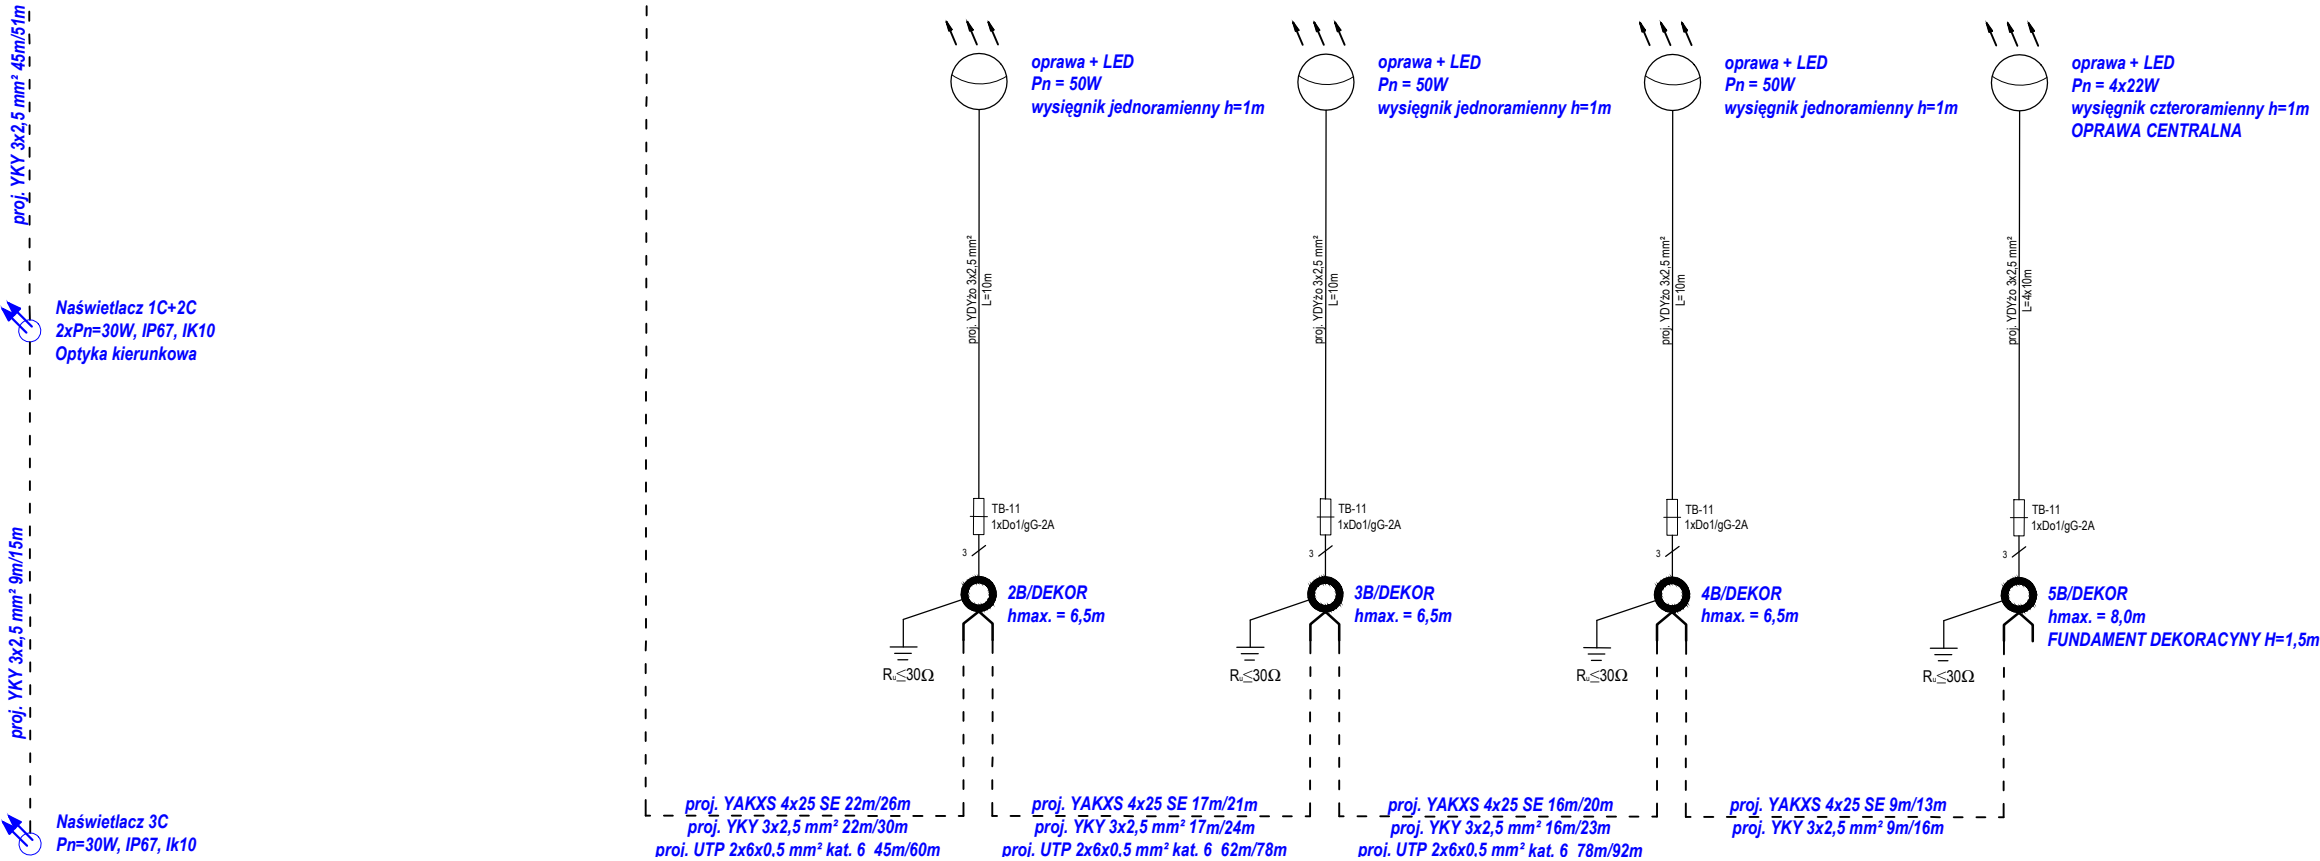 proj. YKY 3x2,5 mm² 45m/51m
Naświetlacz 1C+2C
2xPn=30W, IP67, IK10
Optyka kierunkowa
proj. YKY 3x2,5 mm² 9m/15m
Naświetlacz 3C
Pn=30W, IP67, Ik10
oprawa + LED
Pn = 50W
wysięgnik jednoramienny h=1m
proj. YDYżo 3x2,5 mm²
L=10m
TB-11
1xDo1/gG-2A
3
2B/DEKOR
hmax. = 6,5m
Ru≤30Ω
oprawa + LED
Pn = 50W
wysięgnik jednoramienny h=1m
proj. YDYżo 3x2,5 mm²
L=10m
TB-11
1xDo1/gG-2A
3
3B/DEKOR
hmax. = 6,5m
Ru≤30Ω
oprawa + LED
Pn = 50W
wysięgnik jednoramienny h=1m
proj. YDYżo 3x2,5 mm²
L=10m
TB-11
1xDo1/gG-2A
3
4B/DEKOR
hmax. = 6,5m
Ru≤30Ω
oprawa + LED
Pn = 4x22W
wysięgnik czteroramienny h=1m
OPRAWA CENTRALNA
proj. YDYżo 3x2,5 mm²
L=4x10m
TB-11
1xDo1/gG-2A
3
5B/DEKOR
hmax. = 8,0m
FUNDAMENT DEKORACYJNY H=1,5m
Ru≤30Ω
proj. YAKXS 4x25 SE 22m/26m
proj. YKY 3x2,5 mm² 22m/30m
proj. UTP 2x6x0,5 mm² kat. 6 45m/60m
proj. YAKXS 4x25 SE 17m/21m
proj. YKY 3x2,5 mm² 17m/24m
proj. UTP 2x6x0,5 mm² kat. 6 62m/78m
proj. YAKXS 4x25 SE 16m/20m
proj. YKY 3x2,5 mm² 16m/23m
proj. UTP 2x6x0,5 mm² kat. 6 78m/92m
proj. YAKXS 4x25 SE 9m/13m
proj. YKY 3x2,5 mm² 9m/16m